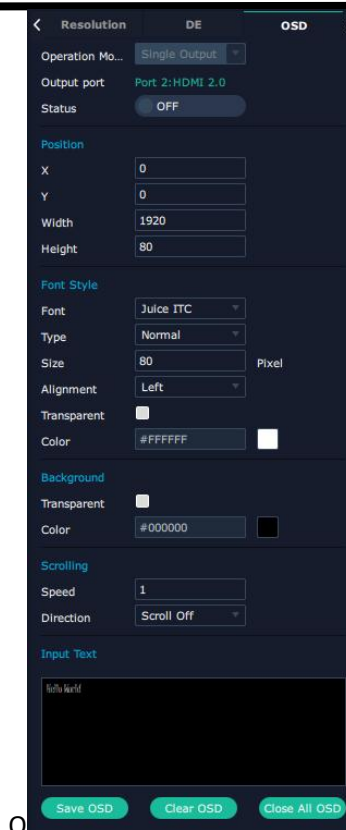 Resolution DE OSD
Operation Mo... Single Output
Output port Port 2:HDMI 2.0
Status OFF
Position
X 0
Y 0
Width 1920
Height 80
Font Style
Font Juice ITC
Type Normal
Size 80 Pixel
Alignment Left
Transparent
Color #FFFFFF
Background
Transparent
Color #000000
Scrolling
Speed 1
Direction Scroll Off
Input Text
Hello World
Save OSD Clear OSD Close All OSD
O